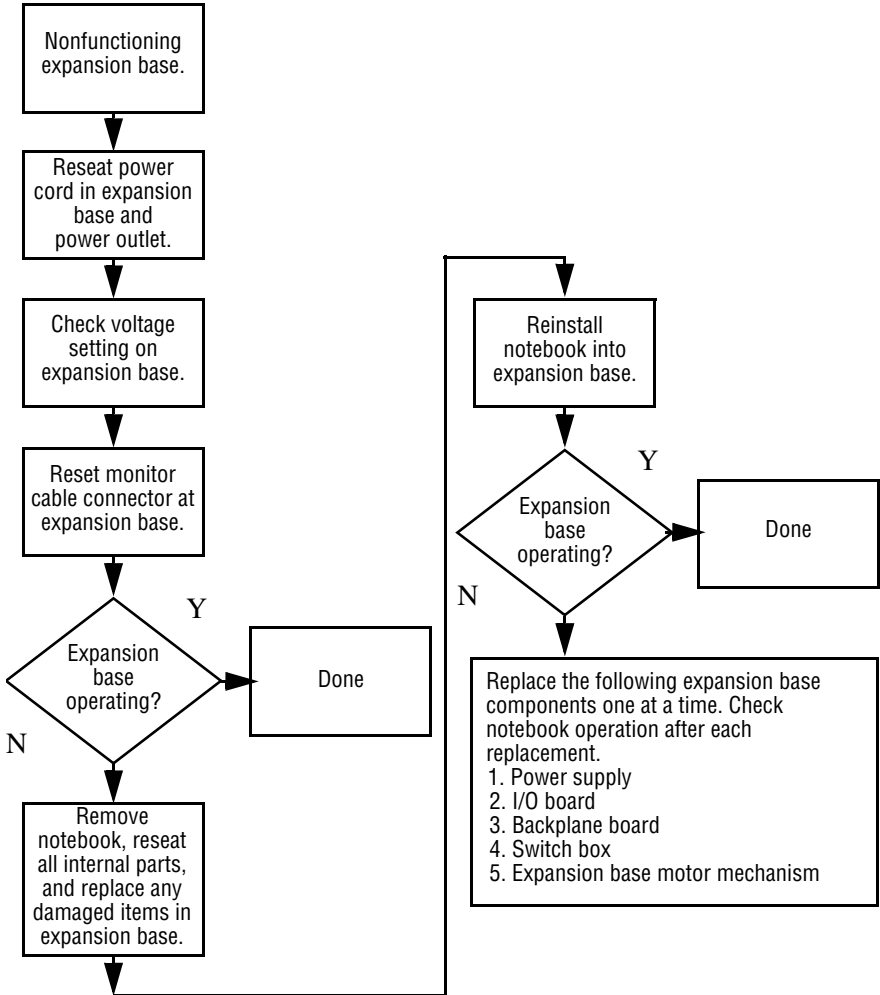 Nonfunctioning
expansion base.
Reseat power
cord in expansion
base and
power outlet.
Check voltage
setting on
expansion base.
Reset monitor
cable connector at
expansion base.
Y
Expansion
base
operating?
Done
N
Remove
notebook, reseat
all internal parts,
and replace any
damaged items in
expansion base.
Reinstall
notebook into
expansion base.
Y
Expansion
base
operating?
Done
N
Replace the following expansion base
components one at a time. Check
notebook operation after each
replacement.
1. Power supply
2. I/O board
3. Backplane board
4. Switch box
5. Expansion base motor mechanism